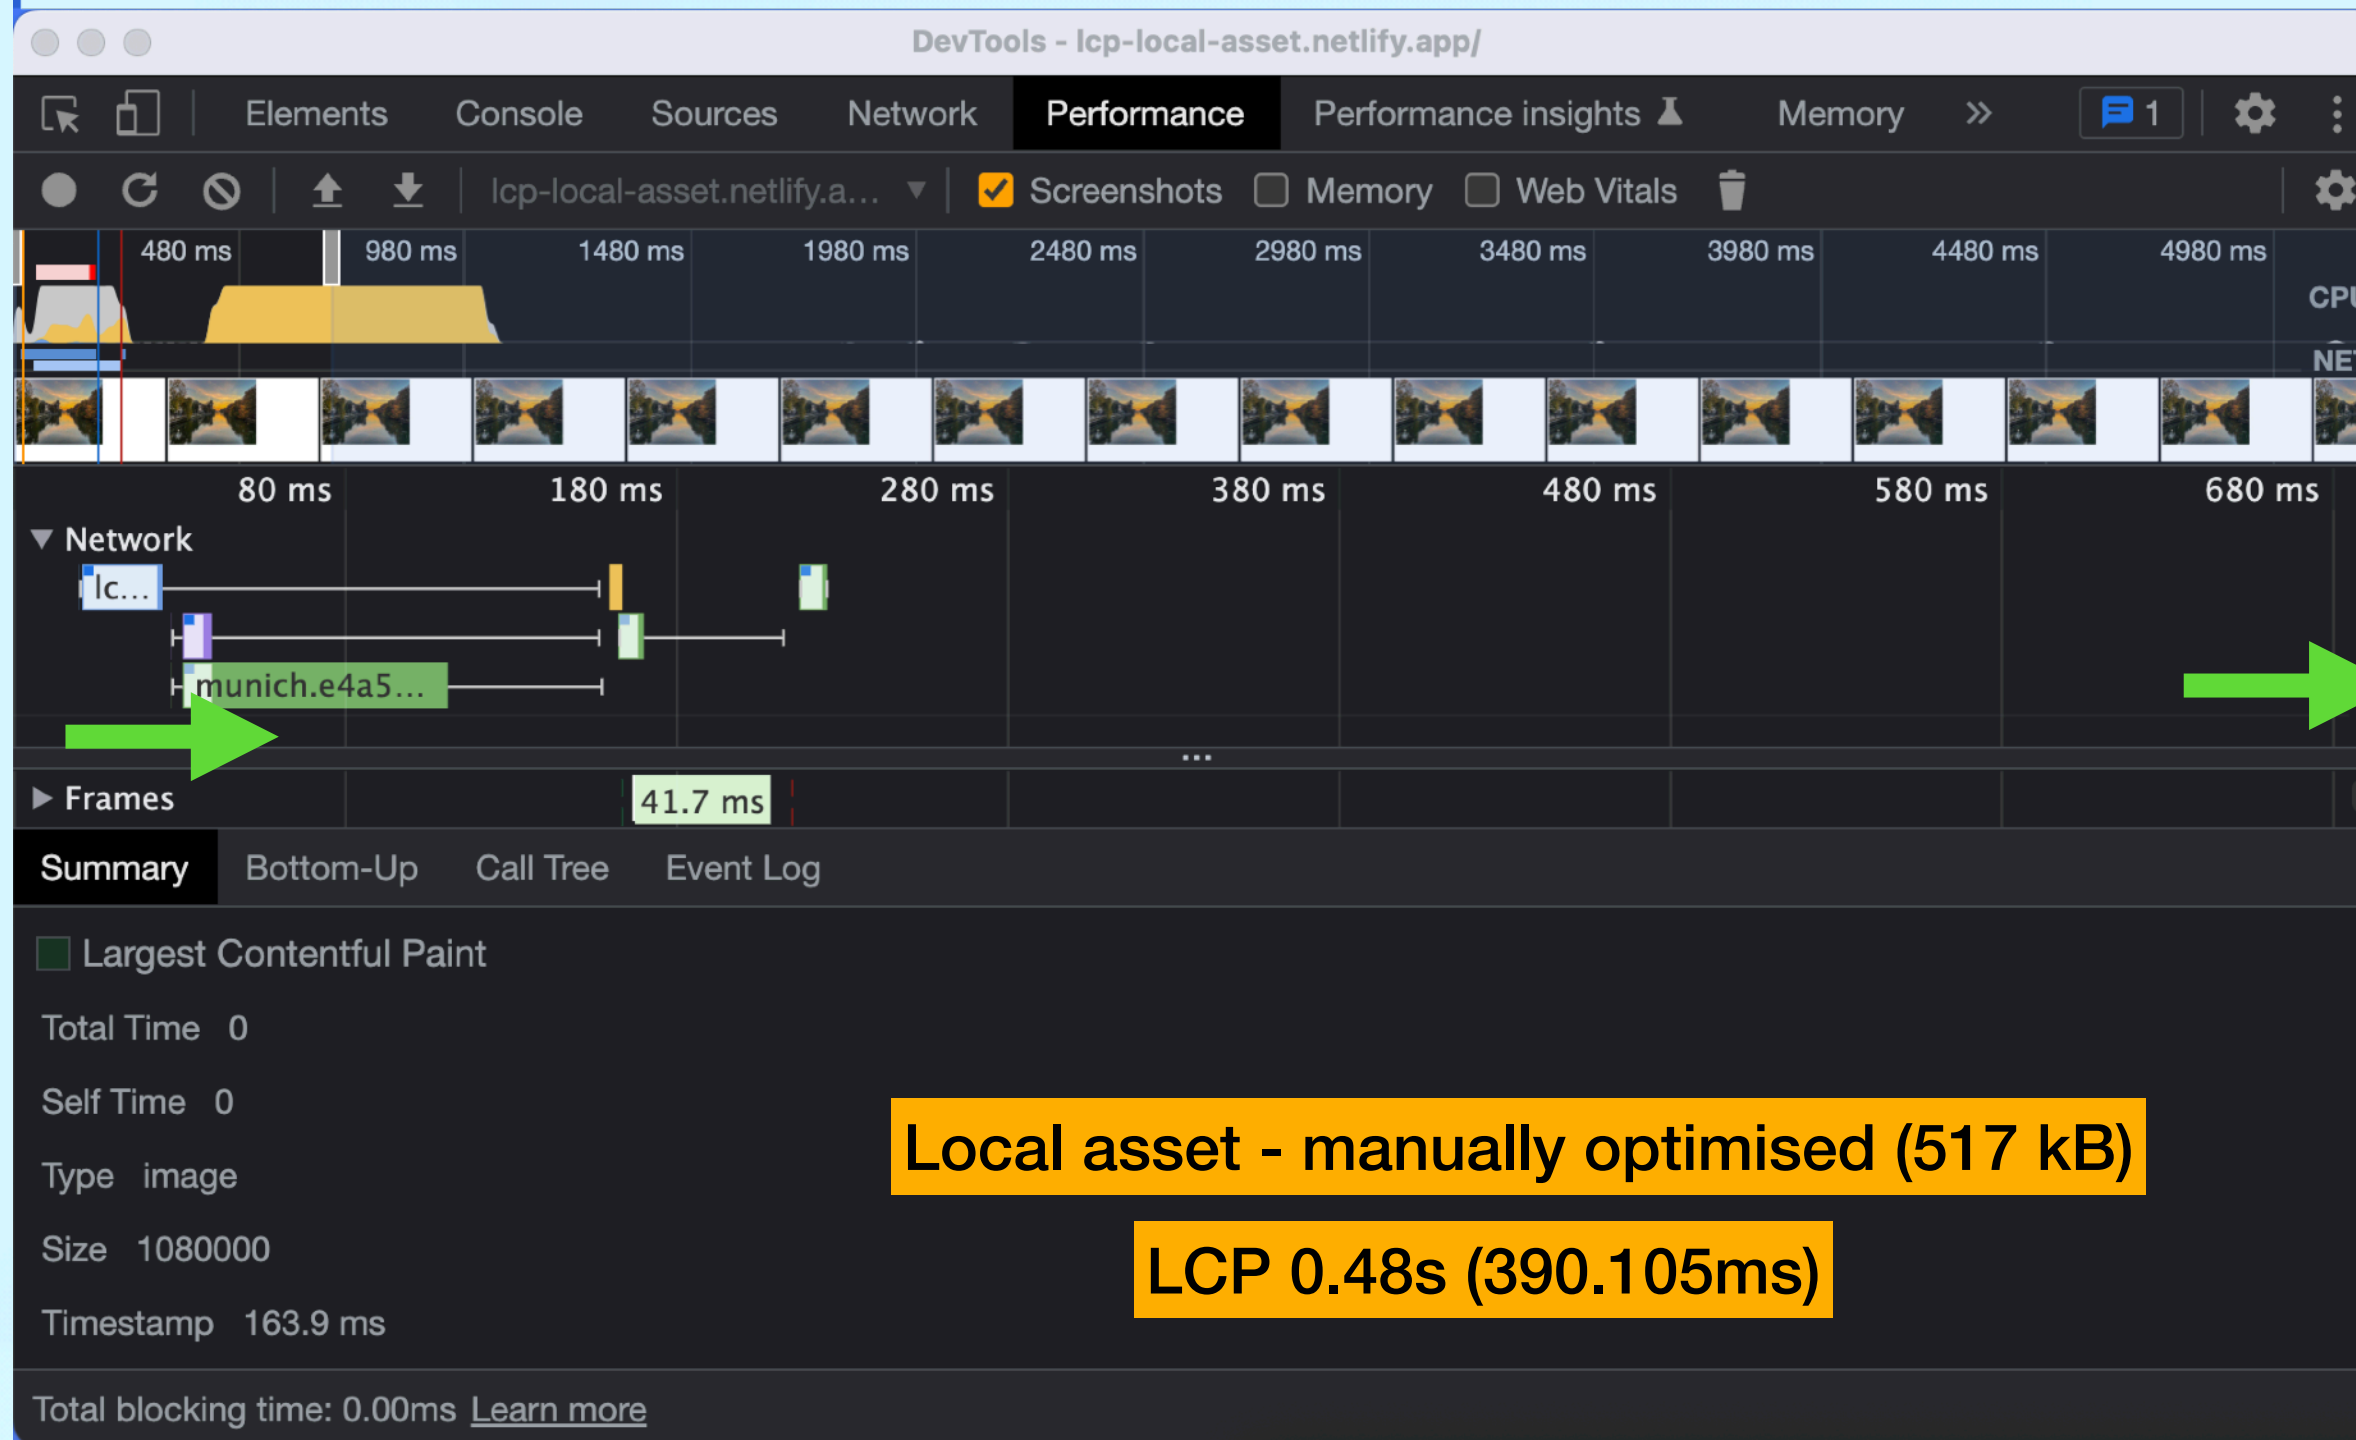 DevTools - lcp-local-asset.netlify.app/
Elements Console Sources Network Performance Performance insights Memory » 1
lcp-local-asset.netlify.a... Screenshots Memory Web Vitals
480 ms 980 ms 1480 ms 1980 ms 2480 ms 2980 ms 3480 ms 3980 ms 4480 ms 4980 ms
CPU
NET
80 ms 180 ms 280 ms 380 ms 480 ms 580 ms 680 ms
Network
lc...
munich.e4a5...
...
Frames 41.7 ms
Summary Bottom-Up Call Tree Event Log
Largest Contentful Paint
Total Time 0
Self Time 0
Local asset - manually optimised (517 kB)
Type image
Size 1080000
LCP 0.48s (390.105ms)
Timestamp 163.9 ms
Total blocking time: 0.00ms Learn more